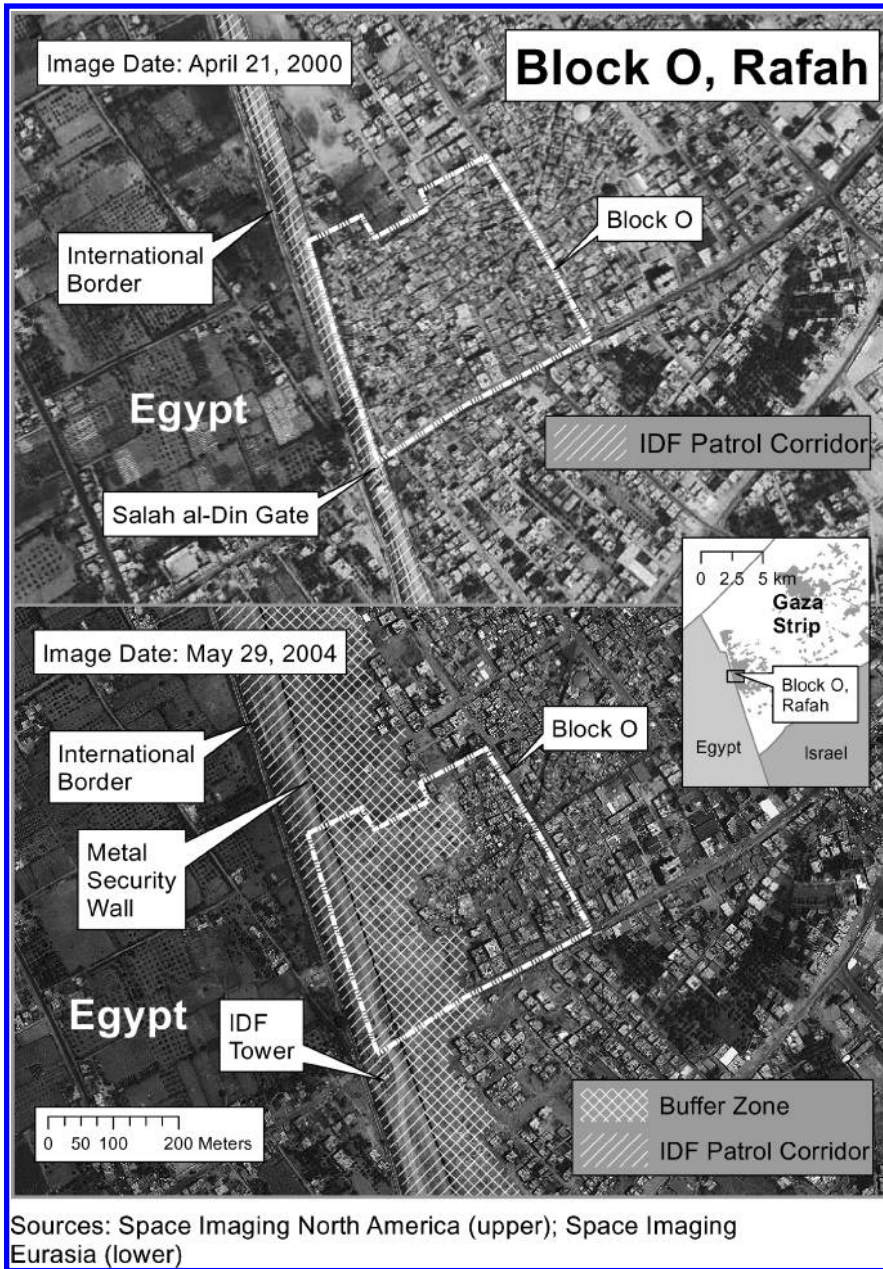 Image Date: April 21, 2000
Block O, Rafah
International
Border
Block O
Egypt
IDF Patrol Corridor
Salah al-Din Gate
0 2.5 5 km
Gaza
Strip
Block O,
Rafah
Egypt
Israel
Image Date: May 29, 2004
International
Border
Block O
Metal
Security
Wall
Egypt
IDF
Tower
0 50 100 200 Meters
Buffer Zone
IDF Patrol Corridor
Sources: Space Imaging North America (upper); Space Imaging
Eurasia (lower)